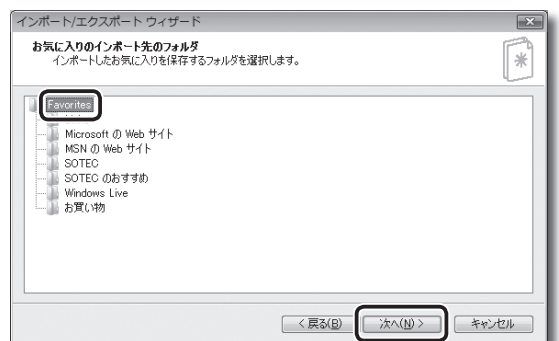 インポート/エクスポート ウィザード
お気に入りのインポート先のフォルダ
インポートしたお気に入りを保存するフォルダを選択します。
Favorites
Microsoft の Web サイト
MSN の Web サイト
SOTEC
SOTEC のおすすめ
Windows Live
お買い物
< 戻る(B) 次へ(N) > キャンセル